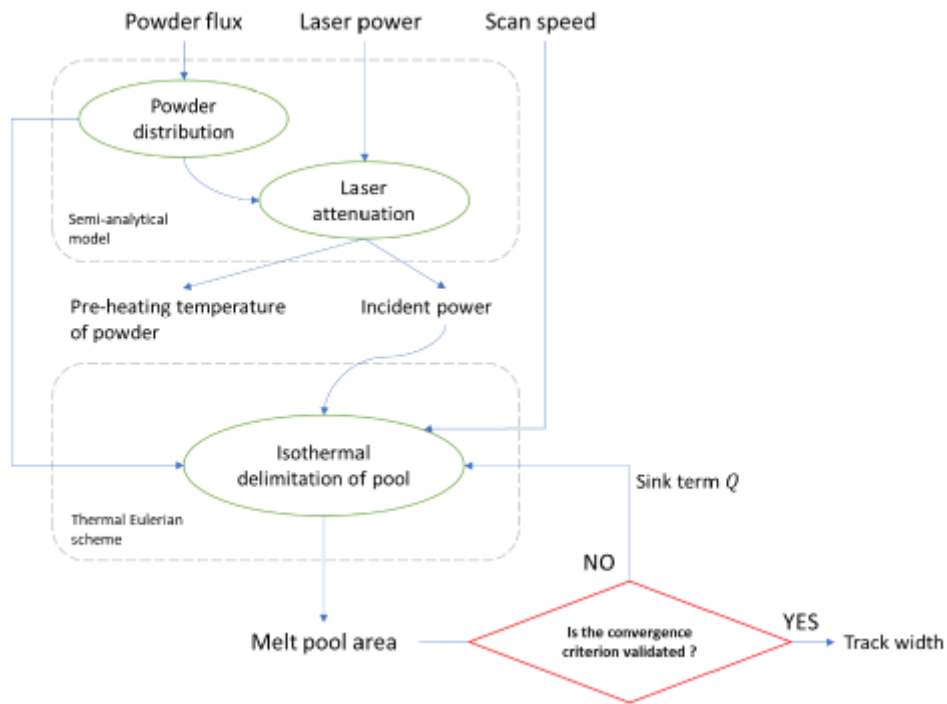 Powder flux
Laser power
Scan speed
Powder
distribution
Laser
attenuation
Semi-analytical
model
Pre-heating temperature
of powder
Incident power
Isothermal
delimitation of pool
Sink term Q
Thermal Eulerian
scheme
NO
Melt pool area
Is the convergence
criterion validated ?
YES
Track width